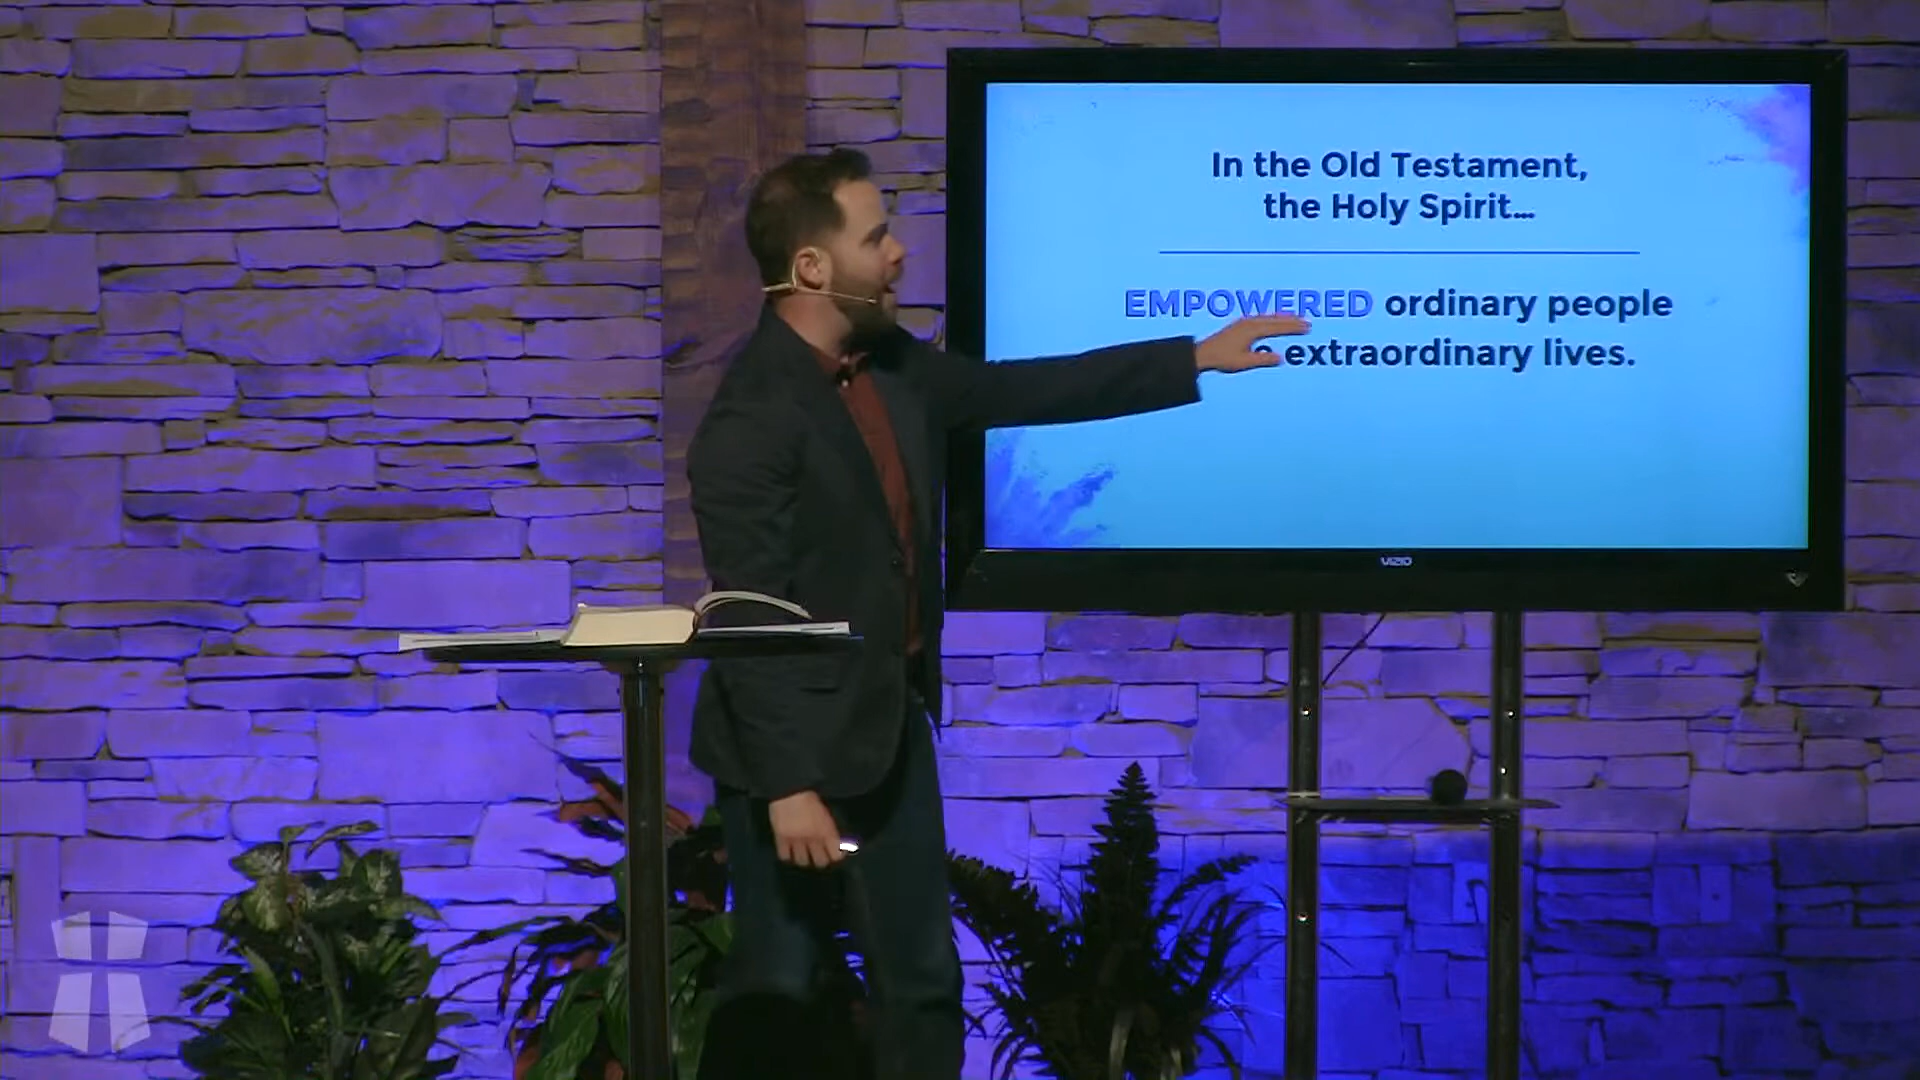 In the Old Testament,
the Holy Spirit...
EMPOWERED ordinary people
extraordinary lives.
VIZIO